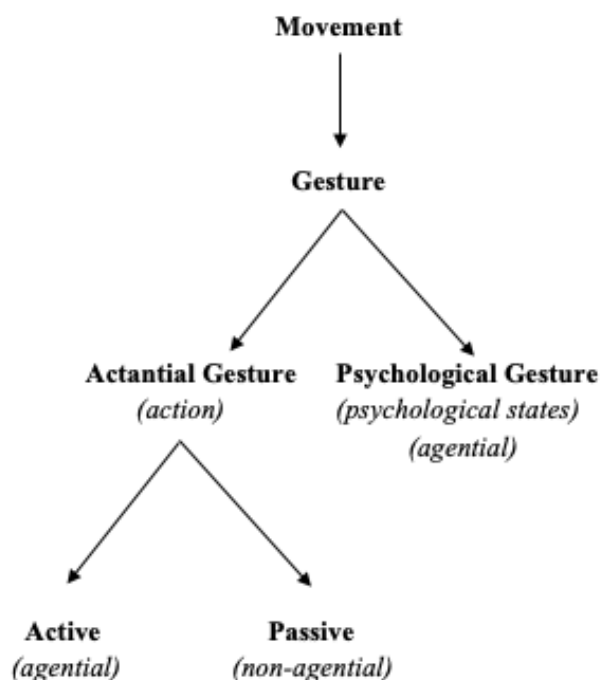 Movement
Gesture
Actantial Gesture
(action)
Psychological Gesture
(psychological states)
(agential)
Active
(agential)
Passive
(non-agential)